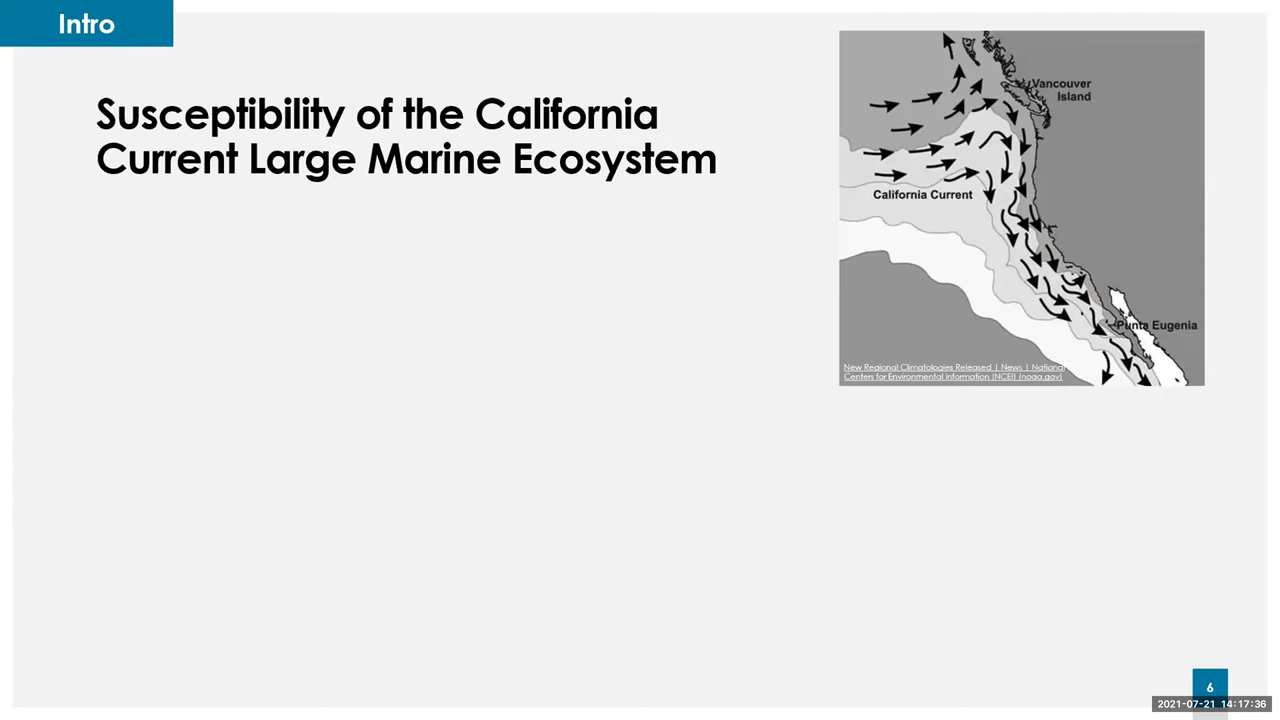 Intro
Susceptibility of the California
Current Large Marine Ecosystem
Vancouver
Island
California Current
Punta Eugenia
New Regional Climatologies Released | News | National
Centers for Environmental Information (NCEI) (noaa.gov)
6
2021-07-21 14:17:36